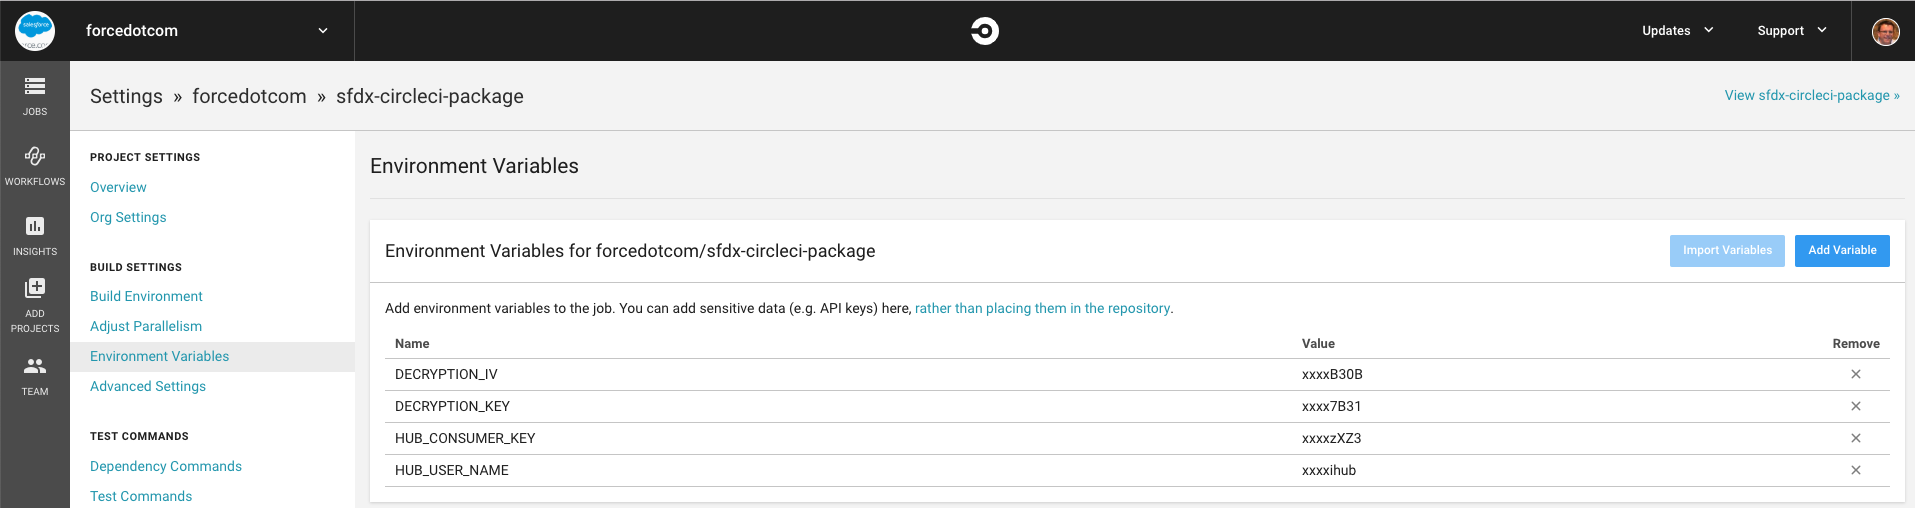 salesforce
forcedotcom
Updates
Support
JOBS
WORKFLOWS
INSIGHTS
ADD
PROJECTS
TEAM
Settings » forcedotcom » sfdx-circleci-package
View sfdx-circleci-package »
PROJECT SETTINGS
Overview
Org Settings
BUILD SETTINGS
Build Environment
Adjust Parallelism
Environment Variables
Advanced Settings
TEST COMMANDS
Dependency Commands
Test Commands
Environment Variables
Environment Variables for forcedotcom/sfdx-circleci-package
Import Variables
Add Variable
Add environment variables to the job. You can add sensitive data (e.g. API keys) here, rather than placing them in the repository.
Name Value Remove
DECRYPTION_IV xxxxB30B
DECRYPTION_KEY xxxx7B31
HUB_CONSUMER_KEY xxxxzXZ3
HUB_USER_NAME xxxxihub